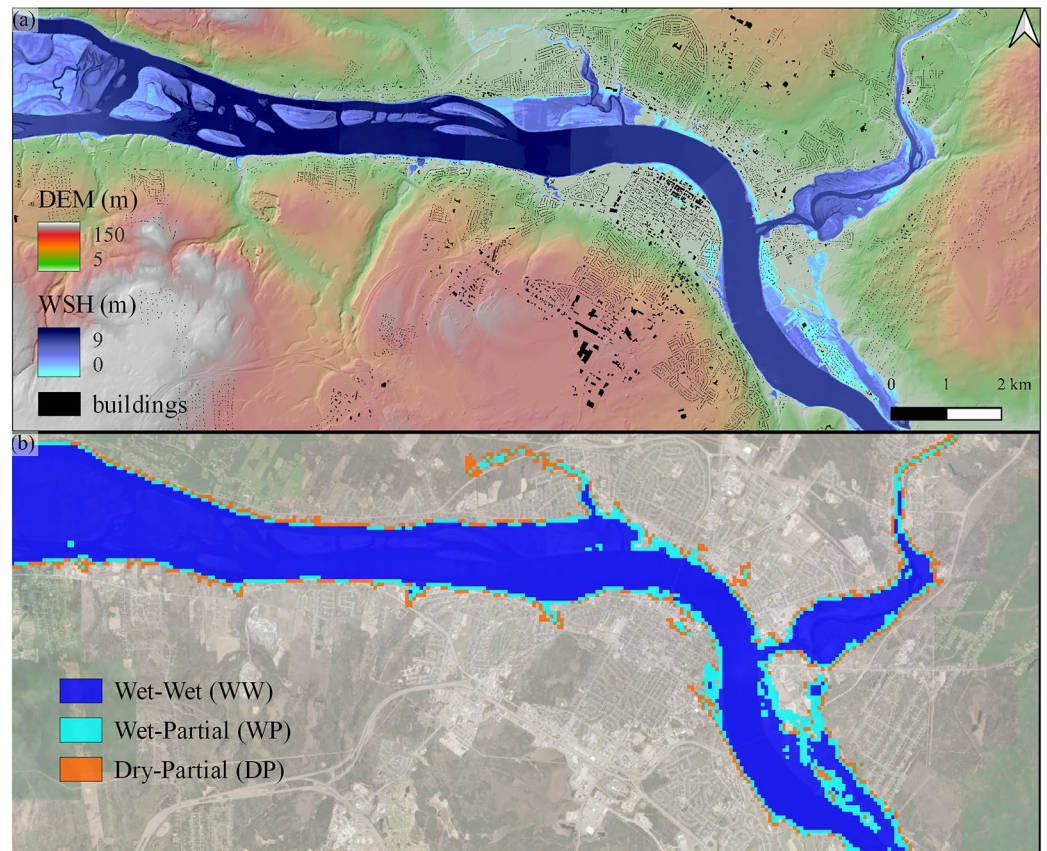 (a)
DEM (m)
150
5
WSH (m)
9
0
buildings
0 1 2 km
(b)
Wet-Wet (WW)
Wet-Partial (WP)
Dry-Partial (DP)